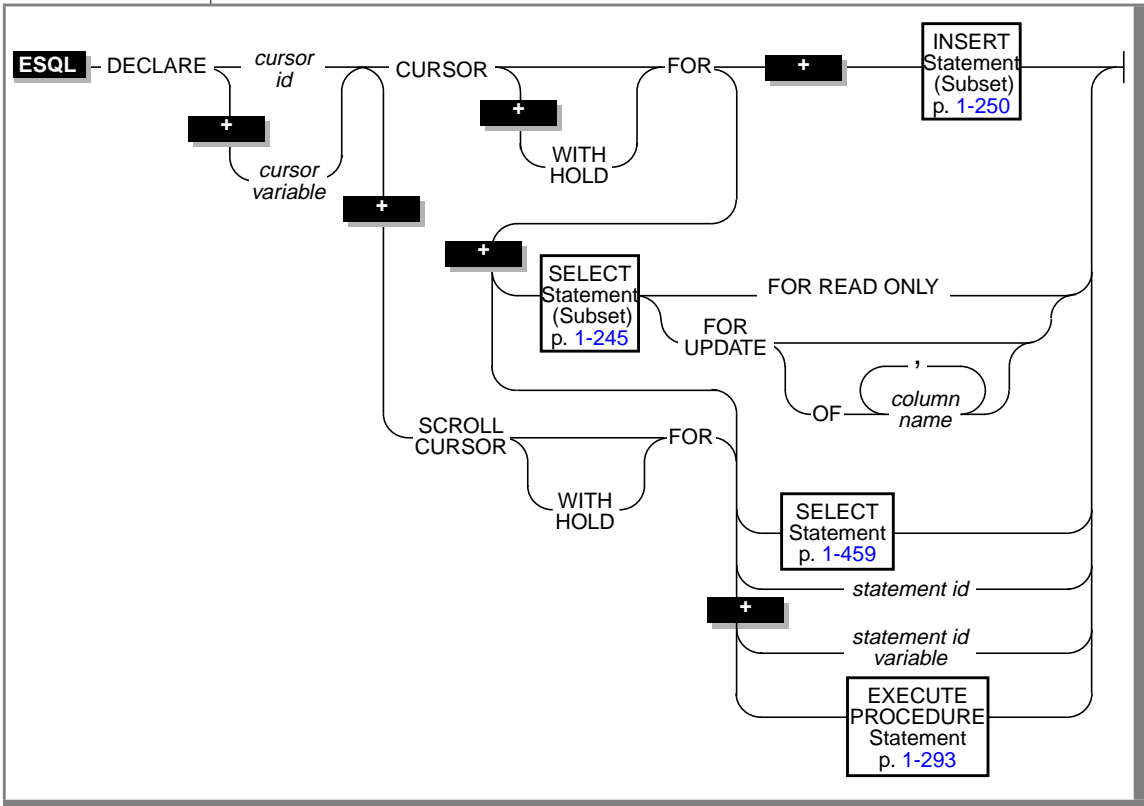 ESQL DECLARE cursor id CURSOR FOR + INSERT Statement (Subset) p. 1-250
+
+
WITH HOLD
cursor variable
+
+
SELECT Statement (Subset) p. 1-245
FOR READ ONLY
FOR UPDATE
,
OF column name
SCROLL CURSOR FOR
WITH HOLD
SELECT Statement p. 1-459
statement id
+
statement id variable
EXECUTE PROCEDURE Statement p. 1-293